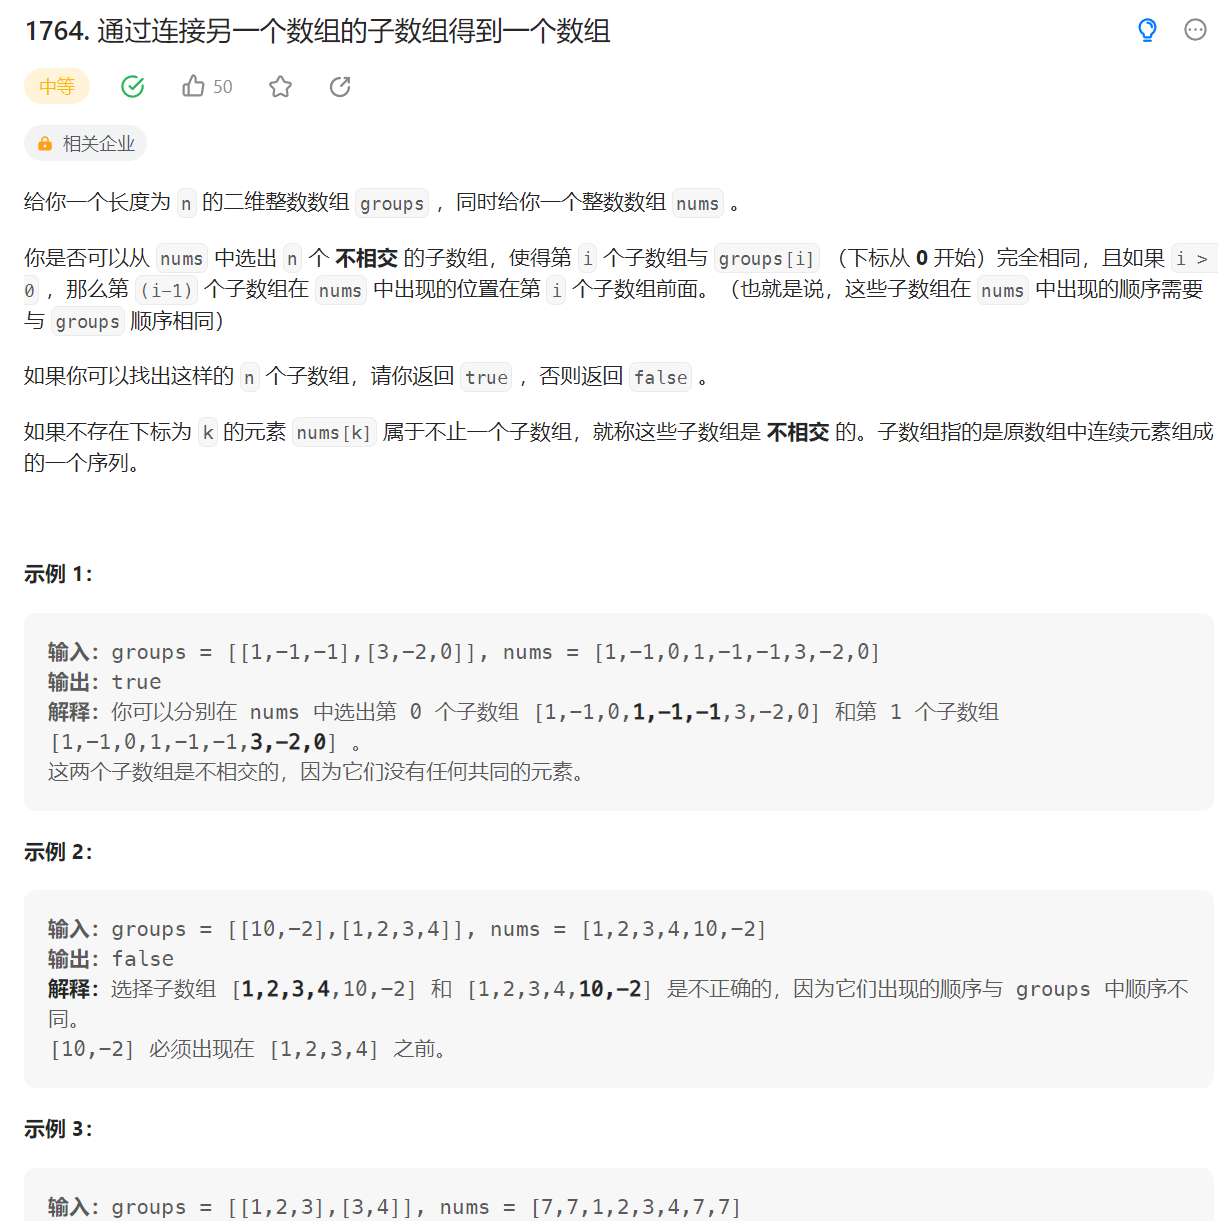 1764. 通过连接另一个数组的子数组得到一个数组
中等
50
相关企业
给你一个长度为 n 的二维整数数组 groups ，同时给你一个整数数组 nums 。
你是否可以从 nums 中选出 n 个 不相交 的子数组，使得第 i 个子数组与 groups[i] （下标从 0 开始）完全相同，且如果 i >
0 ，那么第 (i-1) 个子数组在 nums 中出现的位置在第 i 个子数组前面。（也就是说，这些子数组在 nums 中出现的顺序需要
与 groups 顺序相同）
如果你可以找出这样的 n 个子数组，请你返回 true ，否则返回 false 。
如果不存在下标为 k 的元素 nums[k] 属于不止一个子数组，就称这些子数组是 不相交 的。子数组指的是原数组中连续元素组成
的一个序列。
示例 1：
输入：groups = [[1,-1,-1],[3,-2,0]], nums = [1,-1,0,1,-1,-1,3,-2,0]
输出：true
解释：你可以分别在 nums 中选出第 0 个子数组 [1,-1,0,1,-1,-1,3,-2,0] 和第 1 个子数组
[1,-1,0,1,-1,-1,3,-2,0] 。
这两个子数组是不相交的，因为它们没有任何共同的元素。
示例 2：
输入：groups = [[10,-2],[1,2,3,4]], nums = [1,2,3,4,10,-2]
输出：false
解释：选择子数组 [1,2,3,4,10,-2] 和 [1,2,3,4,10,-2] 是不正确的，因为它们出现的顺序与 groups 中顺序不
同。
[10,-2] 必须出现在 [1,2,3,4] 之前。
示例 3：
输入：groups = [[1,2,3],[3,4]], nums = [7,7,1,2,3,4,7,7]